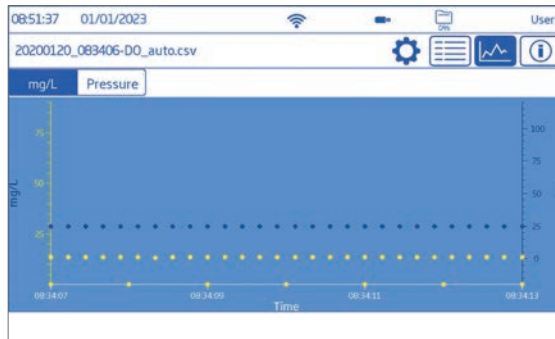 08:51:37 01/01/2023 User
20200120_083406-DO_auto.csv
mg/L Pressure
75 100
75
50 50
mg/L
25 25
0
08:34:07 08:34:09 08:34:11 08:34:13
Time